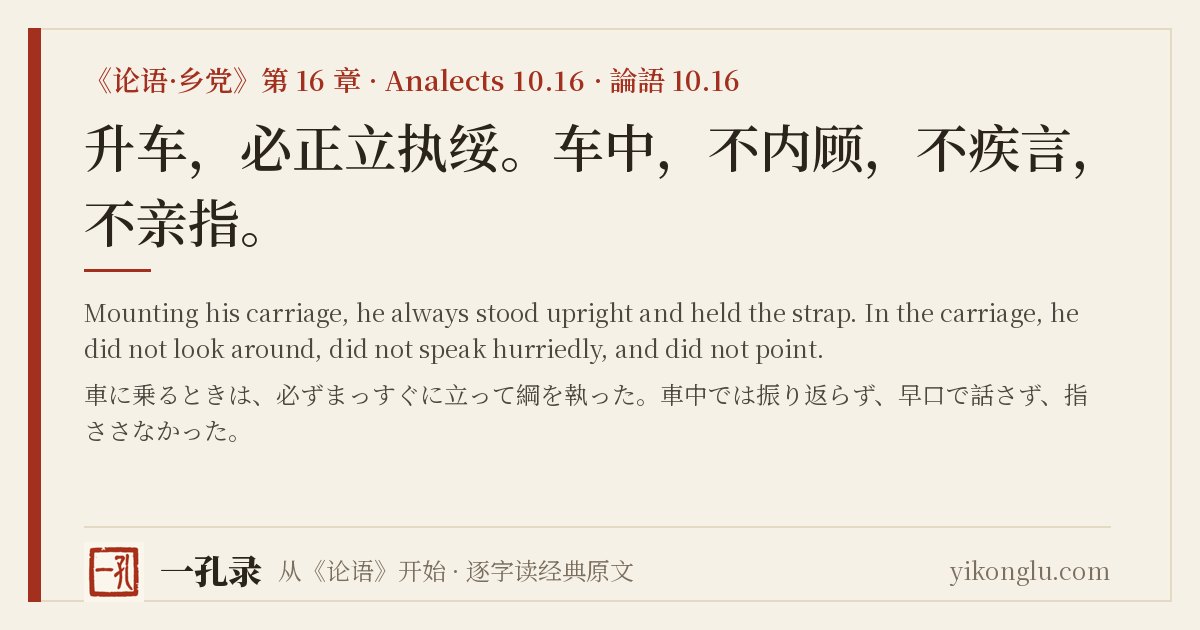 《论语·乡党》第 16 章 · Analects 10.16 · 論語 10.16
升车，必正立执绥。车中，不内顾，不疾言，
不亲指。
Mounting his carriage, he always stood upright and held the strap. In the carriage, he
did not look around, did not speak hurriedly, and did not point.
車に乗るときは、必ずまっすぐに立って綱を執った。車中では振り返らず、早口で話さず、指
ささなかった。
一孔
一孔录 从《论语》开始 · 逐字读经典原文 yikonglu.com